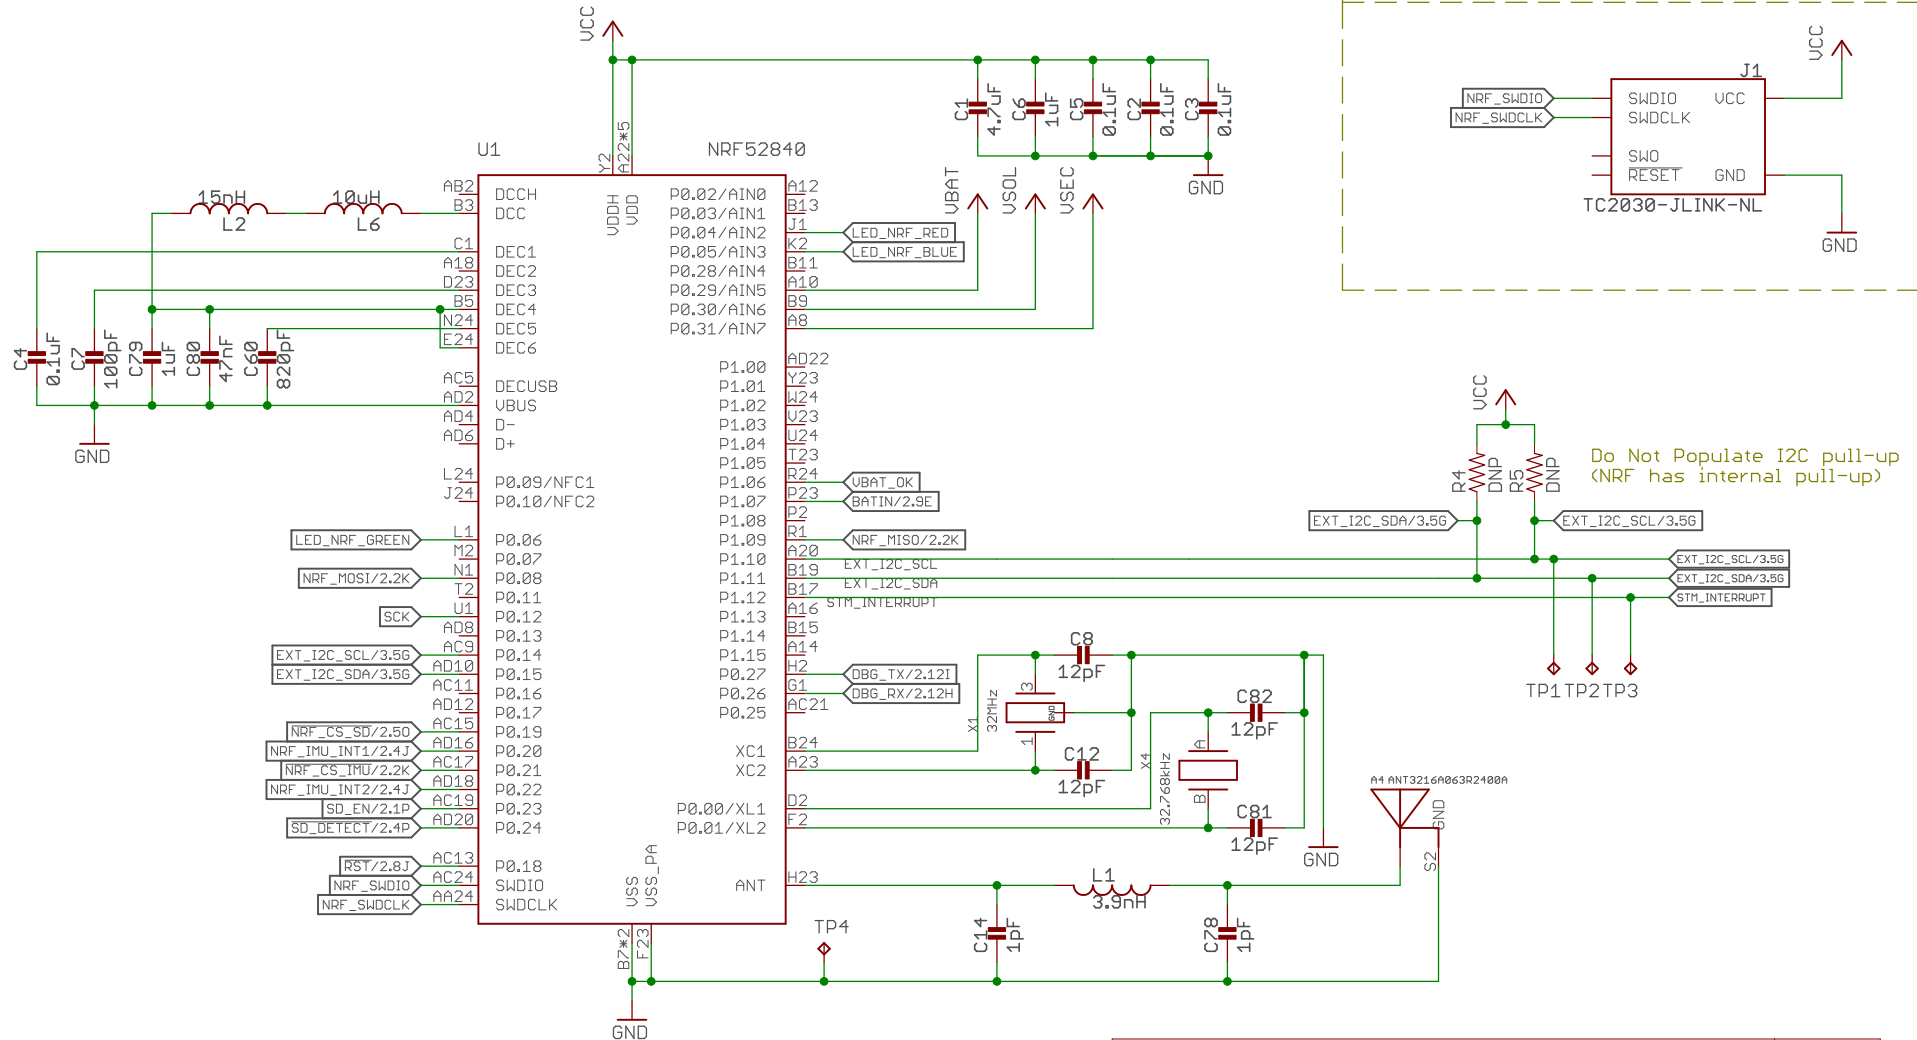 VCC
U1
NRF52840
Y2
A22*5
C1
4.7uF
C6
1uF
C5
0.1uF
C2
0.1uF
C3
0.1uF
GND
15nH
L2
10uH
L6
VDDH
VDD
AB2 DCCH
B3 DCC
C1 DEC1
A18 DEC2
D23 DEC3
B5 DEC4
N24 DEC5
E24 DEC6
AC5 DECUSB
AD2 VBUS
AD4 D-
AD6 D+
L24 P0.09/NFC1
J24 P0.10/NFC2
LED_NRF_GREEN L1 P0.06
M2 P0.07
NRF_MOSI/2.2K N1 P0.08
T2 P0.11
SCK U1 P0.12
AD8 P0.13
EXT_I2C_SCL/3.5G AC9 P0.14
EXT_I2C_SDA/3.5G AD10 P0.15
AC11 P0.16
AD12 P0.17
NRF_CS_SD/2.5O AC15 P0.19
NRF_IMU_INT1/2.4J AD16 P0.20
NRF_CS_IMU/2.2K AC17 P0.21
NRF_IMU_INT2/2.4J AD18 P0.22
SD_EN/2.1P AC19 P0.23
SD_DETECT/2.4P AD20 P0.24
RST/2.8J AC13 P0.18
NRF_SWDIO AC24 SWDIO
NRF_SWDCLK AA24 SWDCLK
C4
0.1uF
C7
100pF
C79
1uF
C80
47nF
C60
820pF
GND
P0.02/AIN0 A12
P0.03/AIN1 B13
P0.04/AIN2 J1 LED_NRF_RED
P0.05/AIN3 K2 LED_NRF_BLUE
P0.28/AIN4 B11
P0.29/AIN5 A10
P0.30/AIN6 B9
P0.31/AIN7 A8
VBAT
VSOL
VSEC
P1.00 AD22
P1.01 Y23
P1.02 W24
P1.03 V23
P1.04 U24
P1.05 T23
P1.06 R24 VBAT_OK
P1.07 P23 BATIN/2.9E
P1.08 P2
P1.09 R1 NRF_MISO/2.2K
P1.10 A20 EXT_I2C_SCL
P1.11 B19 EXT_I2C_SDA
P1.12 B17 STM_INTERRUPT
P1.13 A16
P1.14 B15
P1.15 A14
P0.27 H2 DBG_TX/2.12I
P0.26 G1 DBG_RX/2.12H
P0.25 AC21
XC1 B24
XC2 A23
P0.00/XL1 D2
P0.01/XL2 F2
ANT H23
VSS
VSS_PA
B7*2
F23
GND
TP4
C8
12pF
X1
32MHz
3
GND
1
C12
12pF
X4
32.768kHz
A
B
C82
12pF
C81
12pF
GND
L1
3.9nH
C14
1pF
C78
1pF
A4 ANT3216A063R2400A
GND
S2
VCC
J1
NRF_SWDIO SWDIO VCC
NRF_SWDCLK SWDCLK
SWO
RESET GND
TC2030-JLINK-NL
GND
VCC
R4
DNP
R5
DNP
Do Not Populate I2C pull-up
(NRF has internal pull-up)
EXT_I2C_SDA/3.5G
EXT_I2C_SCL/3.5G
EXT_I2C_SCL/3.5G
EXT_I2C_SDA/3.5G
STM_INTERRUPT
TP1 TP2 TP3